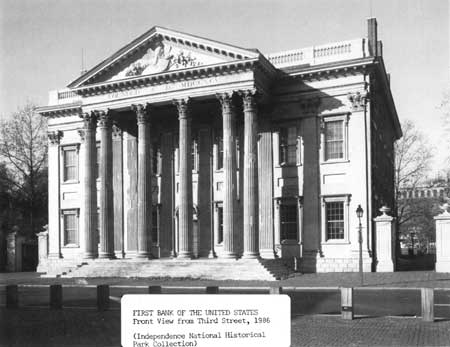 FIRST BANK OF THE UNITED STATES
Front View from Third Street, 1986
(Independence National Historical
Park Collection)